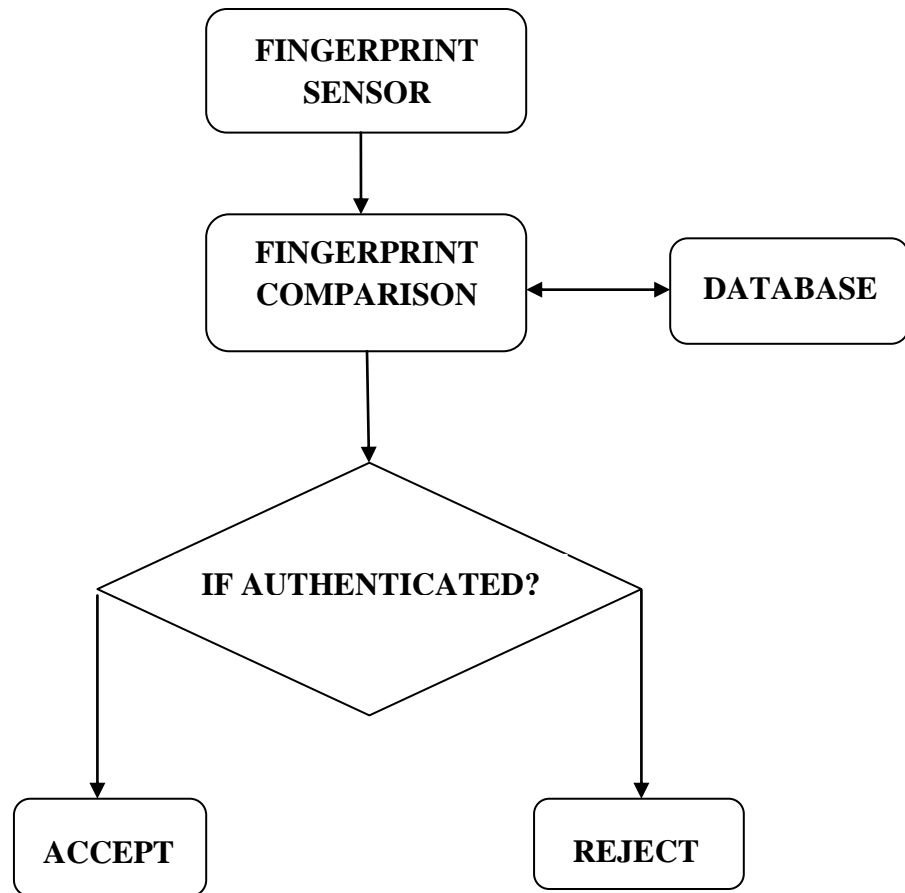 FINGERPRINT
SENSOR
FINGERPRINT
COMPARISON
DATABASE
IF AUTHENTICATED?
ACCEPT
REJECT